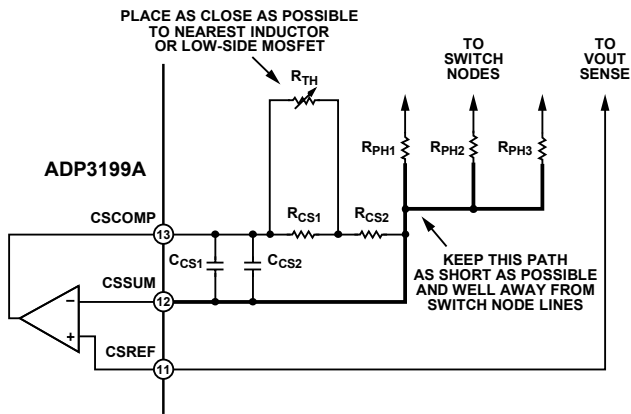 PLACE AS CLOSE AS POSSIBLE
TO NEAREST INDUCTOR
OR LOW-SIDE MOSFET
TO
SWITCH
NODES
TO
VOUT
SENSE
RTH
RPH1
RPH2
RPH3
ADP3199A
CSCOMP
13
RCS1
RCS2
CCS1
CCS2
KEEP THIS PATH
AS SHORT AS POSSIBLE
AND WELL AWAY FROM
SWITCH NODE LINES
CSSUM
12
−
+
CSREF
11